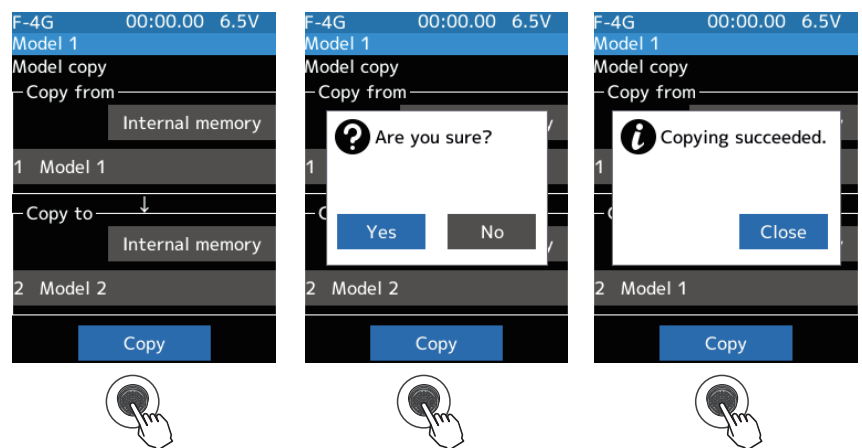 F-4G 00:00.00 6.5V
Model 1
Model copy
Copy from
Internal memory
1 Model 1
↓
Copy to
Internal memory
2 Model 2
Copy
F-4G 00:00.00 6.5V
Model 1
Model copy
Copy from
Are you sure?
1
Yes No
2 Model 2
Copy
F-4G 00:00.00 6.5V
Model 1
Model copy
Copy from
Copying succeeded.
1
Close
2 Model 1
Copy